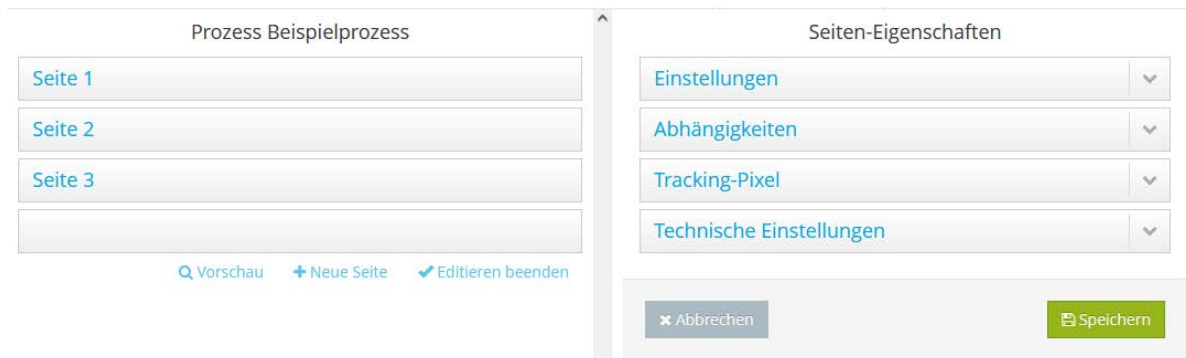 Prozess Beispielprozess
Seite 1
Seite 2
Seite 3
Vorschau Neue Seite Editieren beenden
Seiten-Eigenschaften
Einstellungen
Abhängigkeiten
Tracking-Pixel
Technische Einstellungen
Abbrechen Speichern